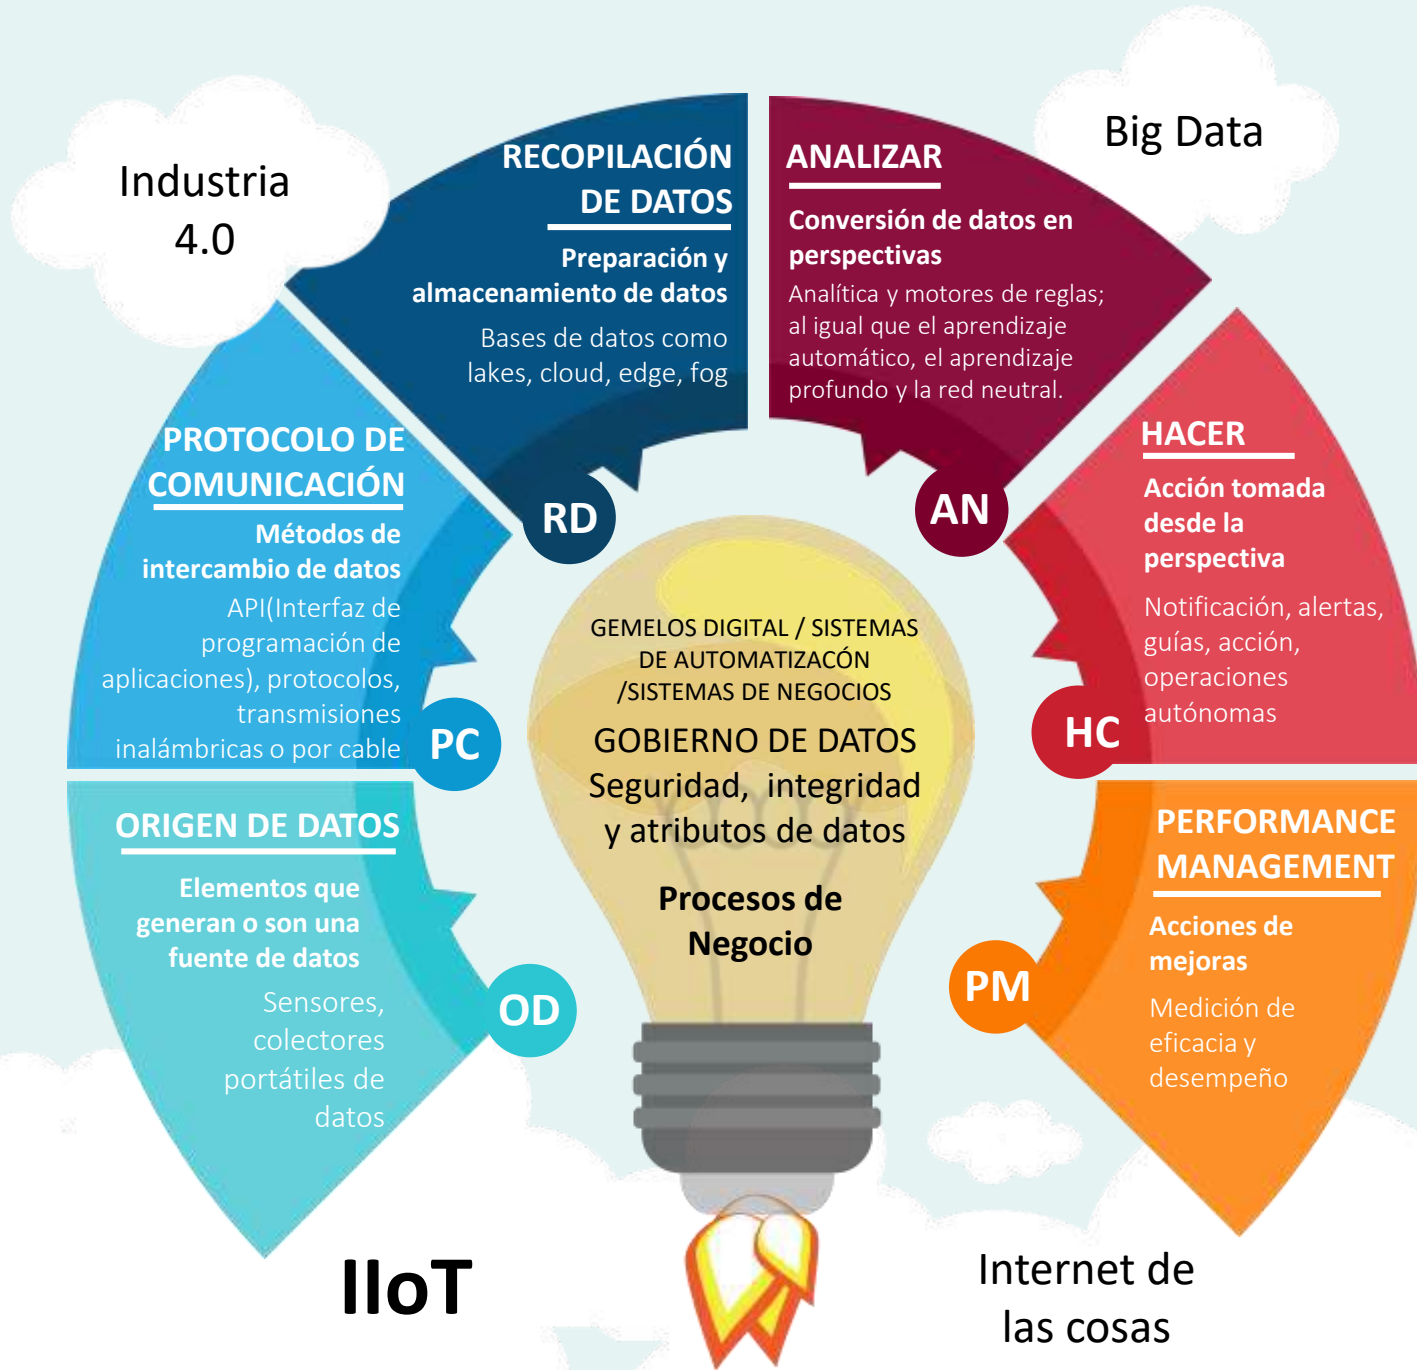 Industria
4.0
Big Data
RECOPILACIÓN
DE DATOS
Preparación y
almacenamiento de datos
Bases de datos como
lakes, cloud, edge, fog
RD
ANALIZAR
Conversión de datos en
perspectivas
Analítica y motores de reglas;
al igual que el aprendizaje
automático, el aprendizaje
profundo y la red neutral.
AN
PROTOCOLO DE
COMUNICACIÓN
Métodos de
intercambio de datos
API(Interfaz de
programación de
aplicaciones), protocolos,
transmisiones
inalámbricas o por cable
PC
HACER
Acción tomada
desde la
perspectiva
Notificación, alertas,
guías, acción,
operaciones
autónomas
HC
GEMELOS DIGITAL / SISTEMAS
DE AUTOMATIZACÓN
/SISTEMAS DE NEGOCIOS
GOBIERNO DE DATOS
Seguridad, integridad
y atributos de datos
Procesos de
Negocio
ORIGEN DE DATOS
Elementos que
generan o son una
fuente de datos
Sensores,
colectores
portátiles de
datos
OD
PERFORMANCE
MANAGEMENT
Acciones de
mejoras
Medición de
eficacia y
desempeño
PM
IIoT
Internet de
las cosas